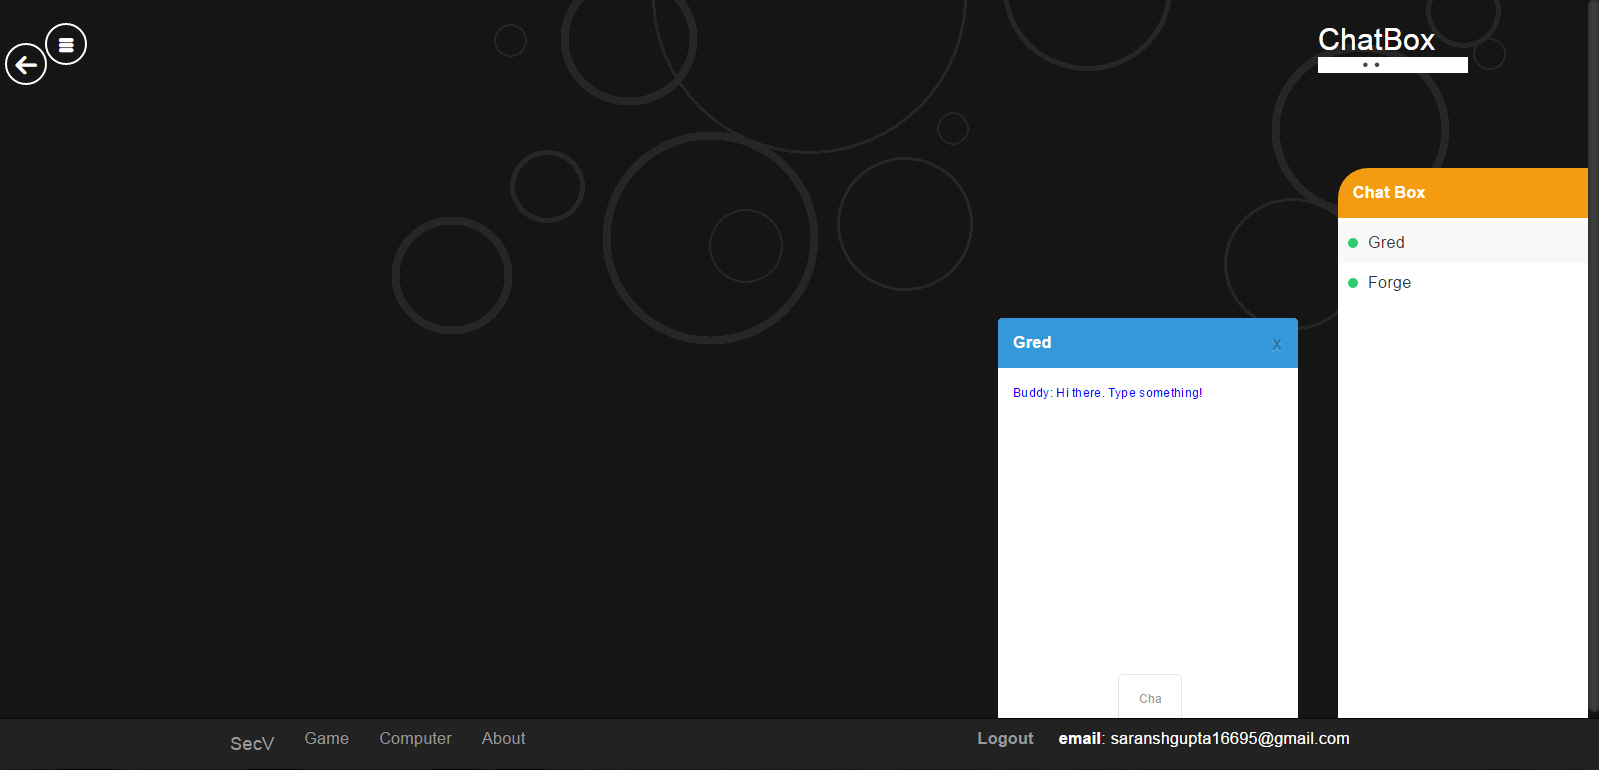 ChatBox
Chat Box
Gred
Forge
Gred x
Buddy: Hi there. Type something!
Cha
SecV Game Computer About Logout email: saranshgupta16695@gmail.com